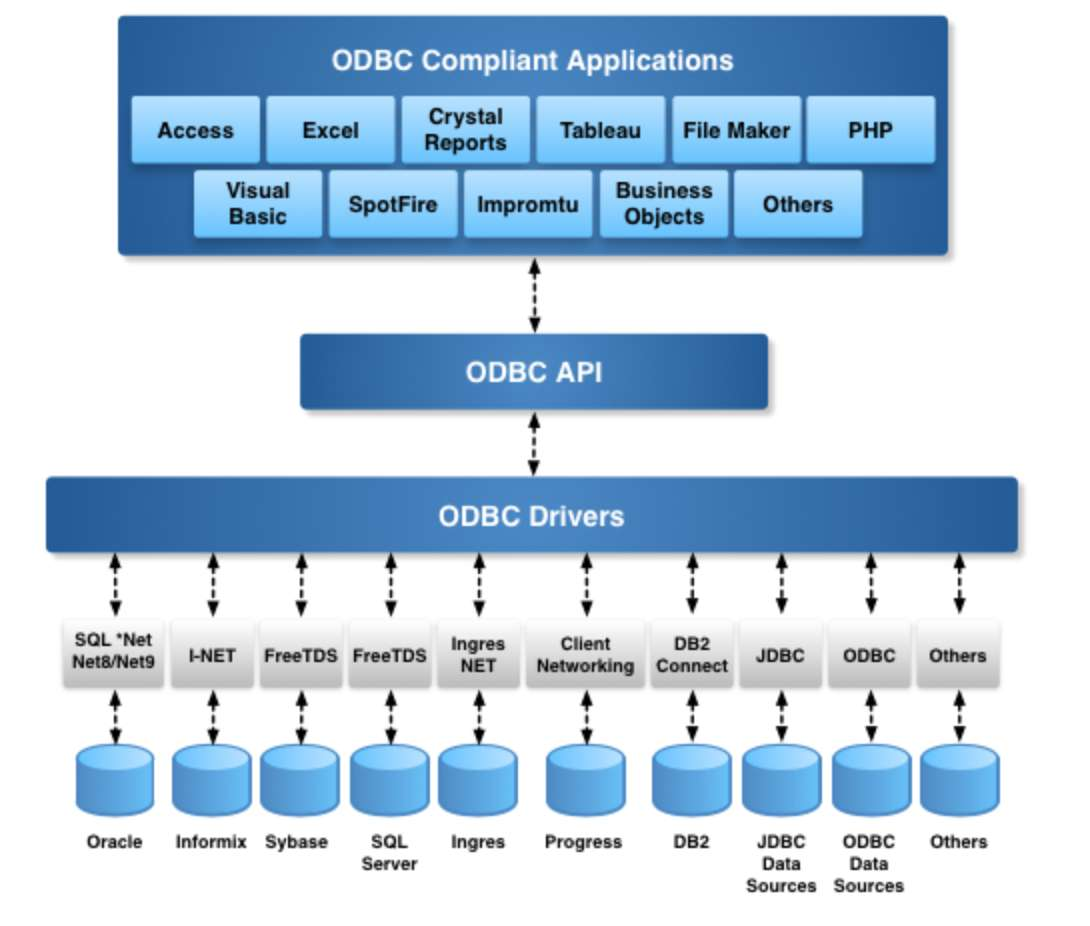 ODBC Compliant Applications
Access
Excel
Crystal
Reports
Tableau
File Maker
PHP
Visual
Basic
SpotFire
Impromtu
Business
Objects
Others
ODBC API
ODBC Drivers
SQL *Net
Net8/Net9
I-NET
FreeTDS
FreeTDS
Ingres
NET
Client
Networking
DB2
Connect
JDBC
ODBC
Others
Oracle
Informix
Sybase
SQL
Server
Ingres
Progress
DB2
JDBC
Data
Sources
ODBC
Data
Sources
Others